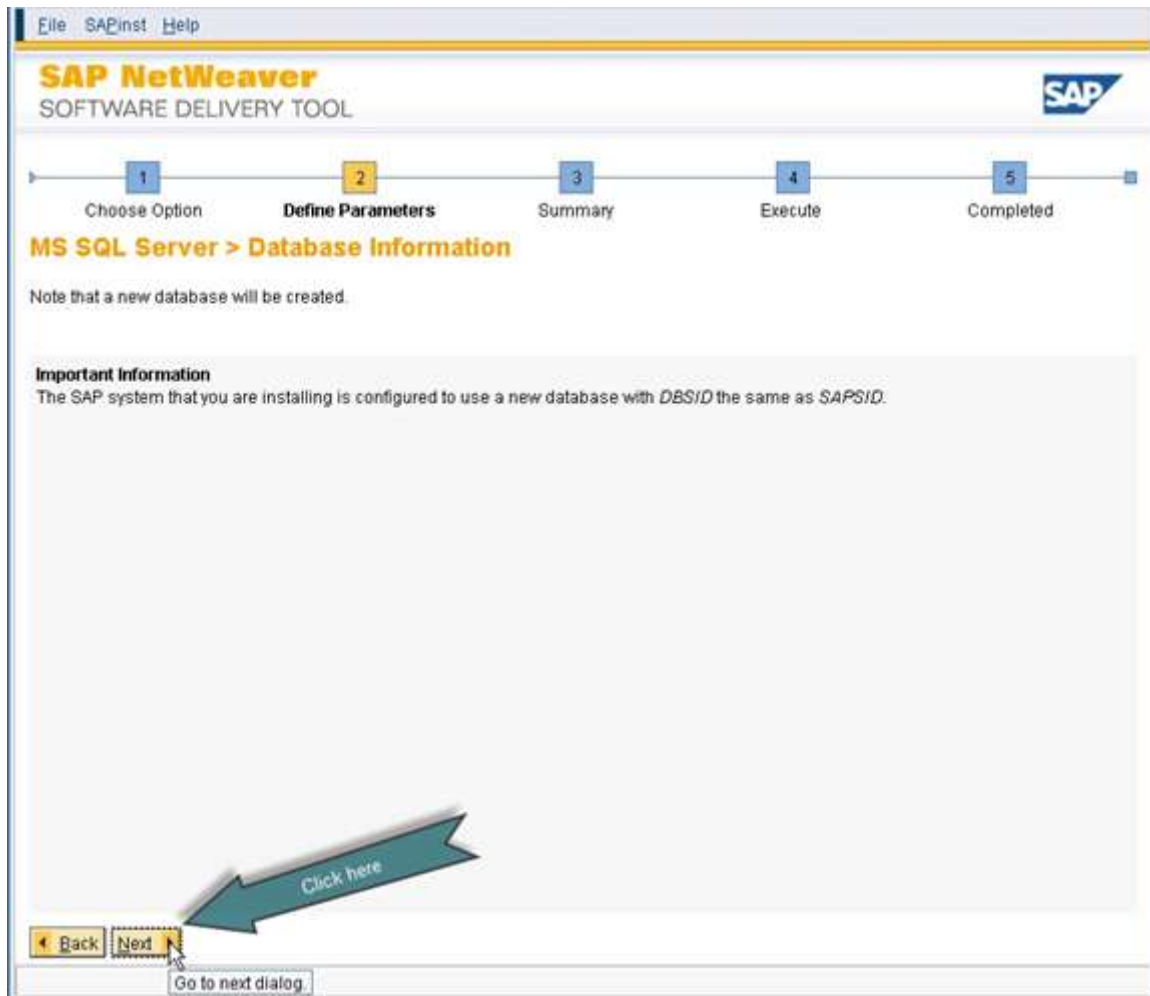 File SAPinst Help
SAP NetWeaver
SOFTWARE DELIVERY TOOL
SAP
1 2 3 4 5
Choose Option Define Parameters Summary Execute Completed
MS SQL Server > Database Information
Note that a new database will be created.
Important Information
The SAP system that you are installing is configured to use a new database with DBSID the same as SAPSID.
Click here
Back Next
Go to next dialog.